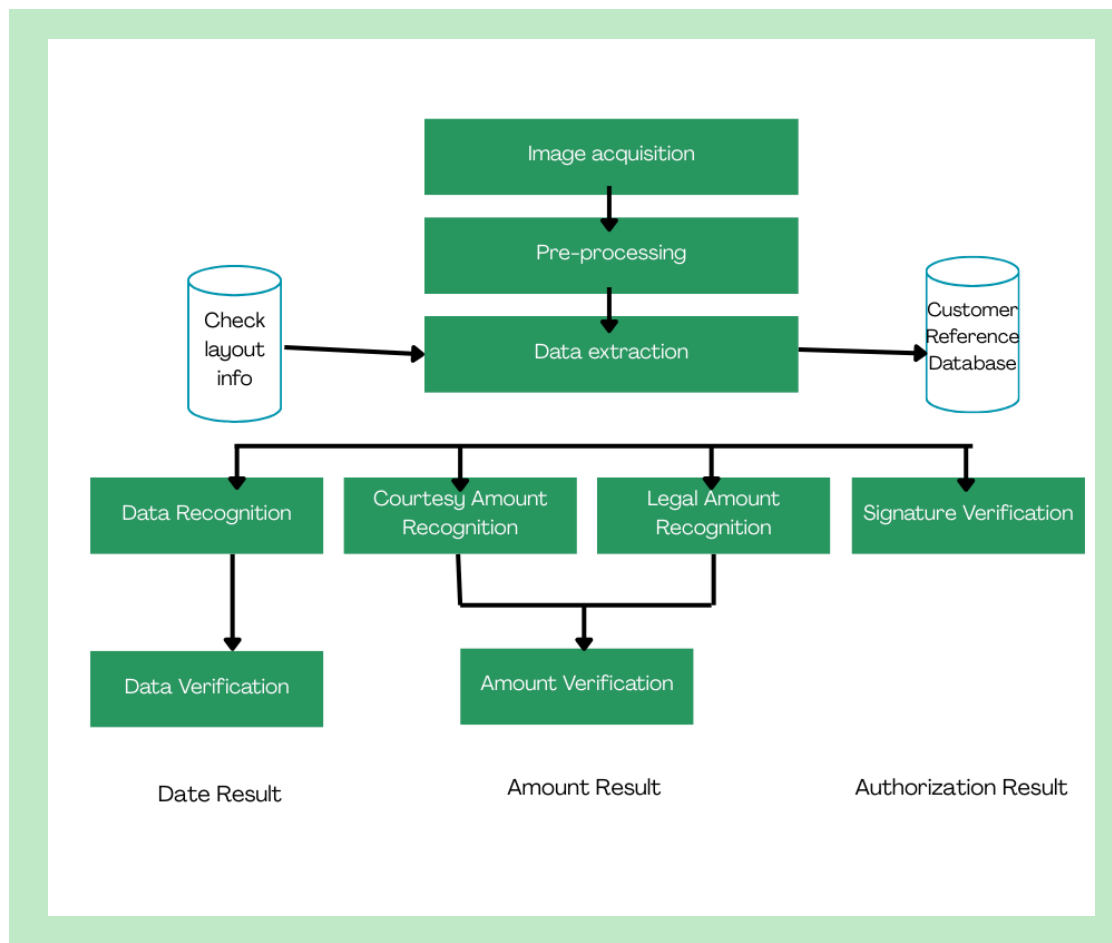 Image acquisition
Pre-processing
Check
layout
info
Data extraction
Customer
Reference
Database
Data Recognition
Courtesy Amount
Recognition
Legal Amount
Recognition
Signature Verification
Data Verification
Amount Verification
Date Result
Amount Result
Authorization Result